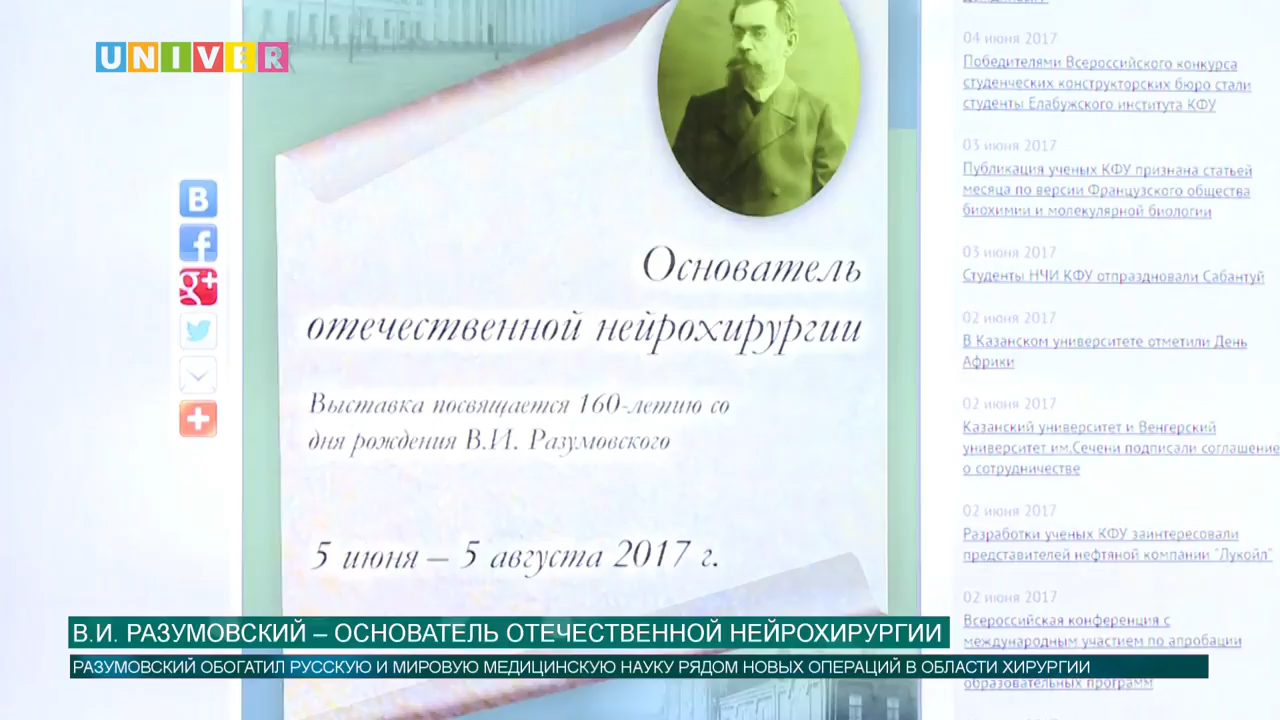 UNIVER
Основатель
отечественной нейрохирургии
Выставка посвящается 160-летию со
дня рождения В.И. Разумовского
5 июня – 5 августа 2017 г.
04 июня 2017
Победителями Всероссийского конкурса
студенческих конструкторских бюро стали
студенты Елабужского института КФУ
03 июня 2017
Публикация ученых КФУ признана статьей
месяца по версии Французского общества
биохимии и молекулярной биологии
03 июня 2017
Студенты НЧИ КФУ отпраздновали Сабантуй
02 июня 2017
В Казанском университете отметили День
Африки
02 июня 2017
Казанский университет и Венгерский
университет им.Сечени подписали соглашение
о сотрудничестве
02 июня 2017
Разработки ученых КФУ заинтересовали
представителей нефтяной компании "Лукойл"
02 июня 2017
Всероссийская конференция с
международным участием по апробации
образовательных программ
В.И. РАЗУМОВСКИЙ – ОСНОВАТЕЛЬ ОТЕЧЕСТВЕННОЙ НЕЙРОХИРУРГИИ
РАЗУМОВСКИЙ ОБОГАТИЛ РУССКУЮ И МИРОВУЮ МЕДИЦИНСКУЮ НАУКУ РЯДОМ НОВЫХ ОПЕРАЦИЙ В ОБЛАСТИ ХИРУРГИИ